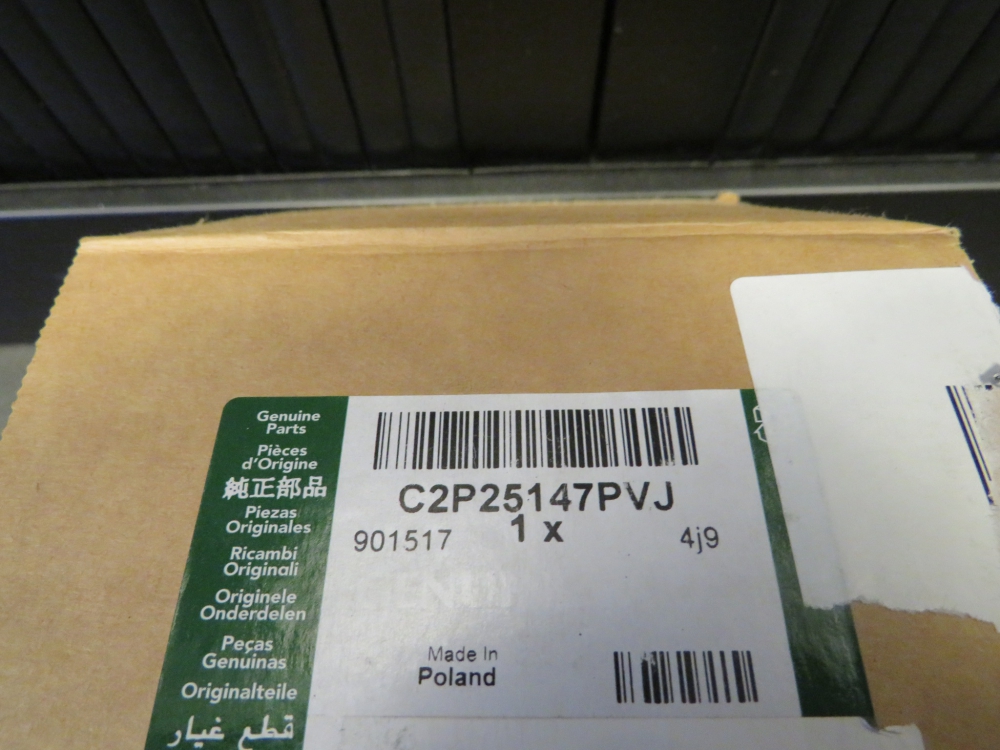 Genuine
Parts
Pièces
d'Origine
純正部品
Piezas
Originales
Ricambi
Originali
Originele
Onderdelen
Peças
Genuinas
Originalteile
قطع غيار
C2P25147PVJ
1 x
901517
4j9
Made In
Poland